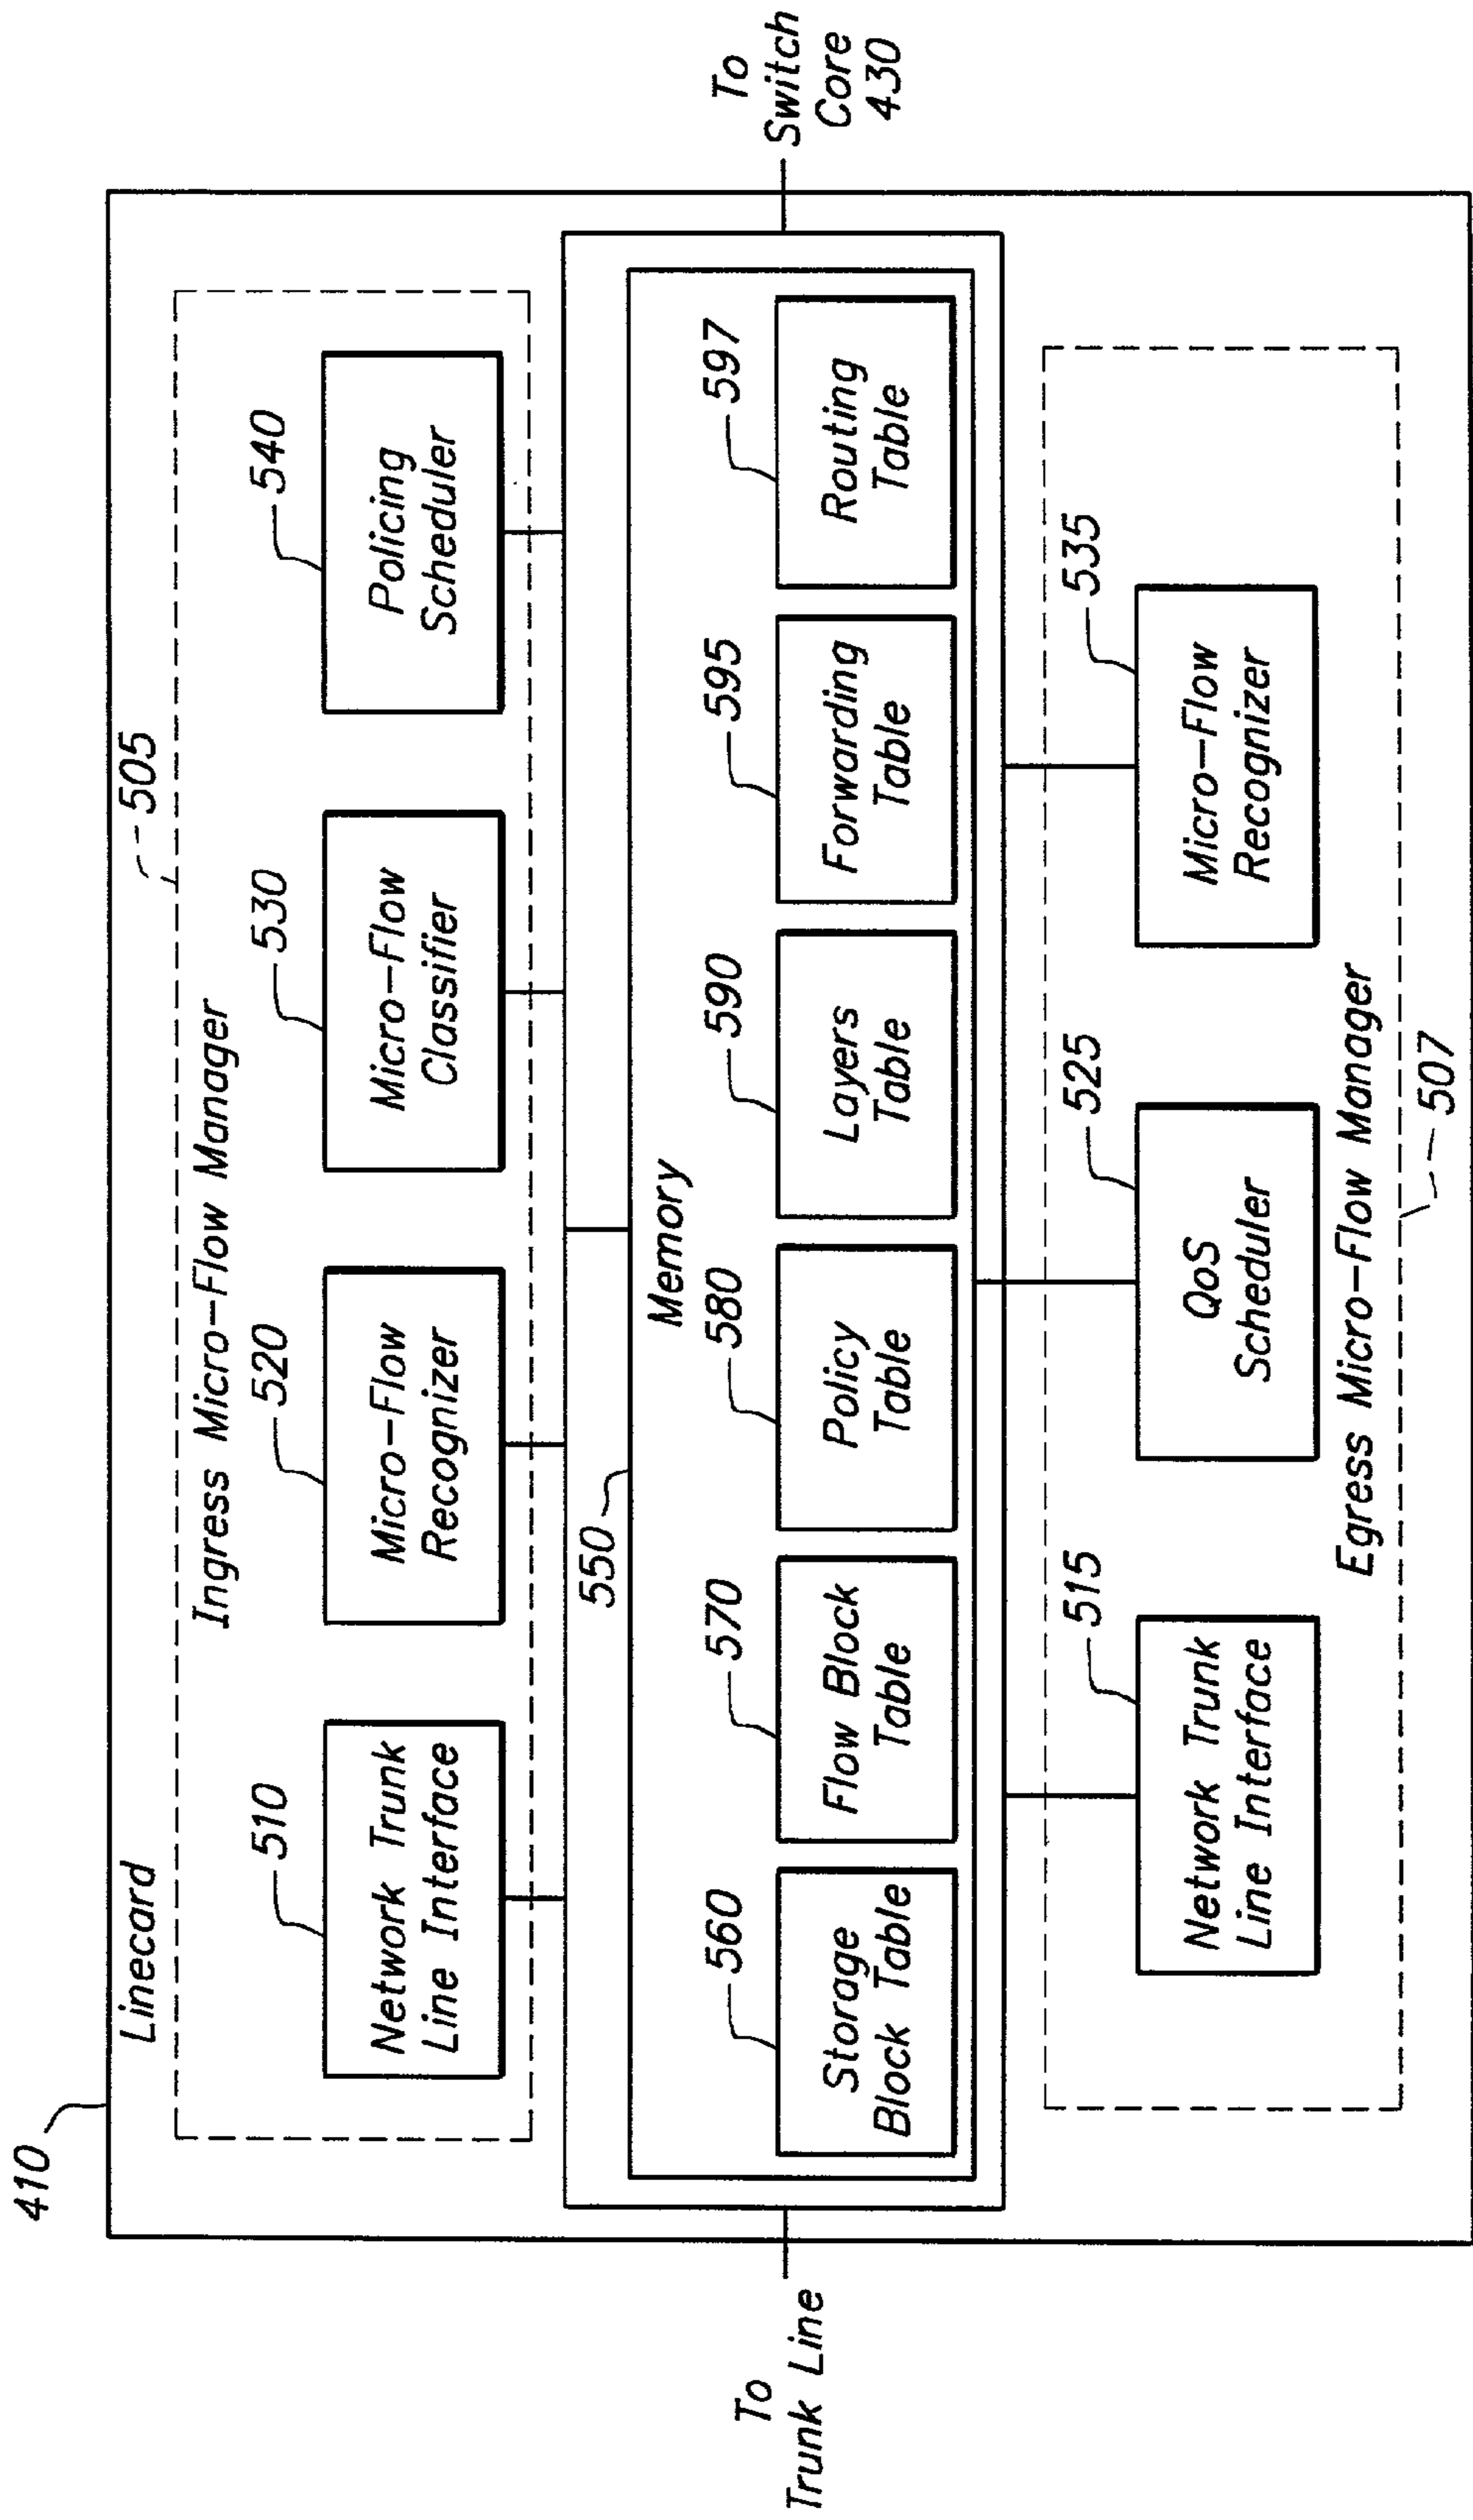 410
Linecard
505
Ingress Micro-Flow Manager
510
520
530
540
Network Trunk
Line Interface
Micro-Flow
Recognizer
Micro-Flow
Classifier
Policing
Scheduler
550
Memory
560
570
580
590
595
597
Storage
Block Table
Flow Block
Table
Policy
Table
Layers
Table
Forwarding
Table
Routing
Table
To
Trunk Line
To
Switch
Core
430
515
525
535
Network Trunk
Line Interface
QoS
Scheduler
Micro-Flow
Recognizer
Egress Micro-Flow Manager
507